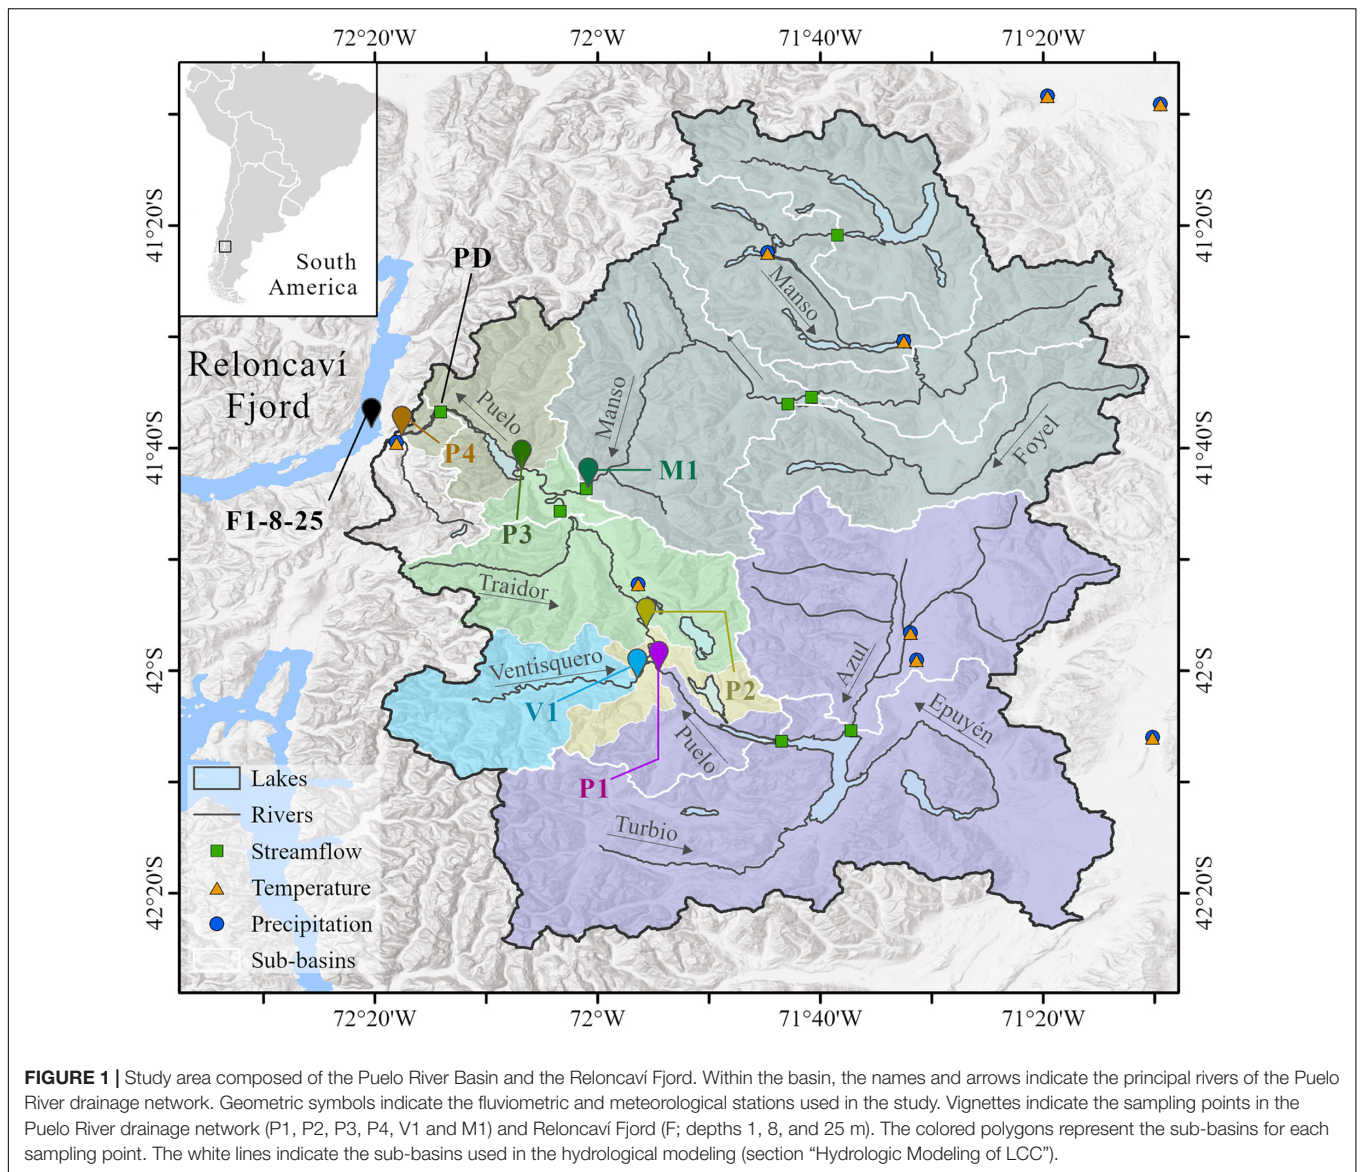 72°20'W 72°W 71°40'W 71°20'W
41°20'S
41°20'S
South
America
PD
Manso
Reloncaví
Fjord
Puelo
Manso
P4
41°40'S
41°40'S
Foyel
M1
F1-8-25
P3
Traidor
Ventisquero
Azul
42°S
42°S
P2
V1
Epuyén
Puelo
P1
Lakes
Rivers
Turbio
Streamflow
Temperature
42°20'S
42°20'S
Precipitation
Sub-basins
72°20'W 72°W 71°40'W 71°20'W
FIGURE 1 | Study area composed of the Puelo River Basin and the Reloncaví Fjord. Within the basin, the names and arrows indicate the principal rivers of the Puelo
River drainage network. Geometric symbols indicate the fluviometric and meteorological stations used in the study. Vignettes indicate the sampling points in the
Puelo River drainage network (P1, P2, P3, P4, V1 and M1) and Reloncaví Fjord (F; depths 1, 8, and 25 m). The colored polygons represent the sub-basins for each
sampling point. The white lines indicate the sub-basins used in the hydrological modeling (section “Hydrologic Modeling of LCC”).